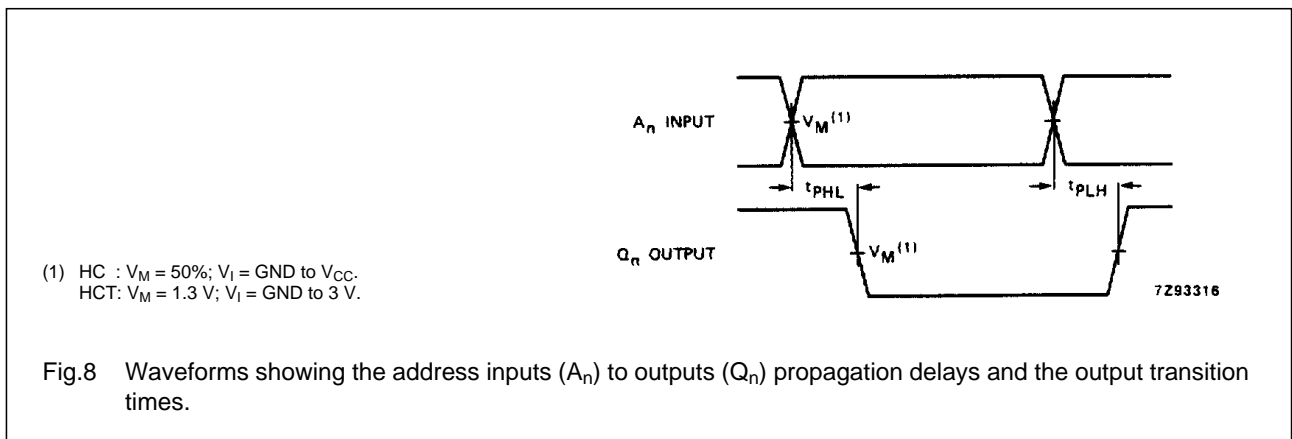 Aₙ INPUT
V_M(1)
t_PHL
t_PLH
Qₙ OUTPUT
V_M(1)
(1) HC : V_M = 50%; V_I = GND to V_CC.
HCT: V_M = 1.3 V; V_I = GND to 3 V.
7Z93316
Fig.8 Waveforms showing the address inputs (Aₙ) to outputs (Qₙ) propagation delays and the output transition
times.